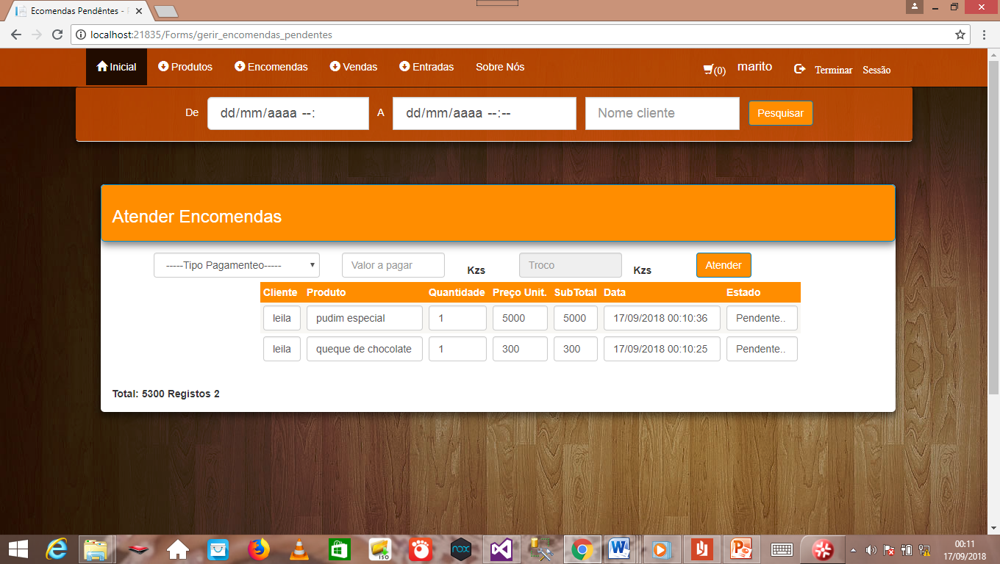 Ecomendas Pendêntes -
localhost:21835/Forms/gerir_encomendas_pendentes
Inicial Produtos Encomendas Vendas Entradas Sobre Nós (0) marito Terminar Sessão
De dd/mm/aaaa --: A dd/mm/aaaa --:-- Nome cliente Pesquisar
Atender Encomendas
-----Tipo Pagamenteo----- Valor a pagar Kzs Troco Kzs Atender
Cliente Produto Quantidade Preço Unit. SubTotal Data Estado
leila pudim especial 1 5000 5000 17/09/2018 00:10:36 Pendente..
leila queque de chocolate 1 300 300 17/09/2018 00:10:25 Pendente..
Total: 5300 Registos 2
ISO nox
00:11
17/09/2018